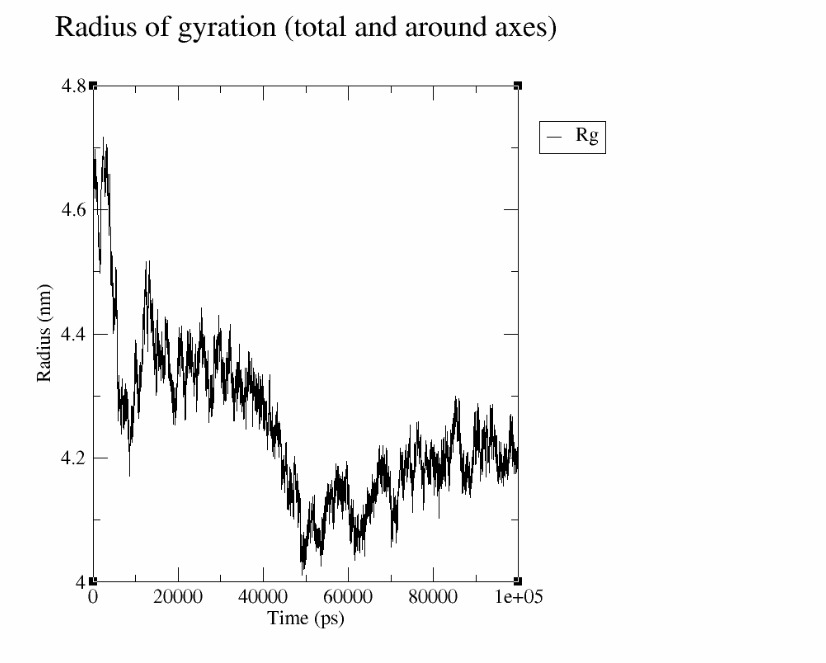 Radius of gyration (total and around axes)
4.8
Rg
4.6
Radius (nm)
4.4
4.2
4
0 20000 40000 60000 80000 1e+05
Time (ps)